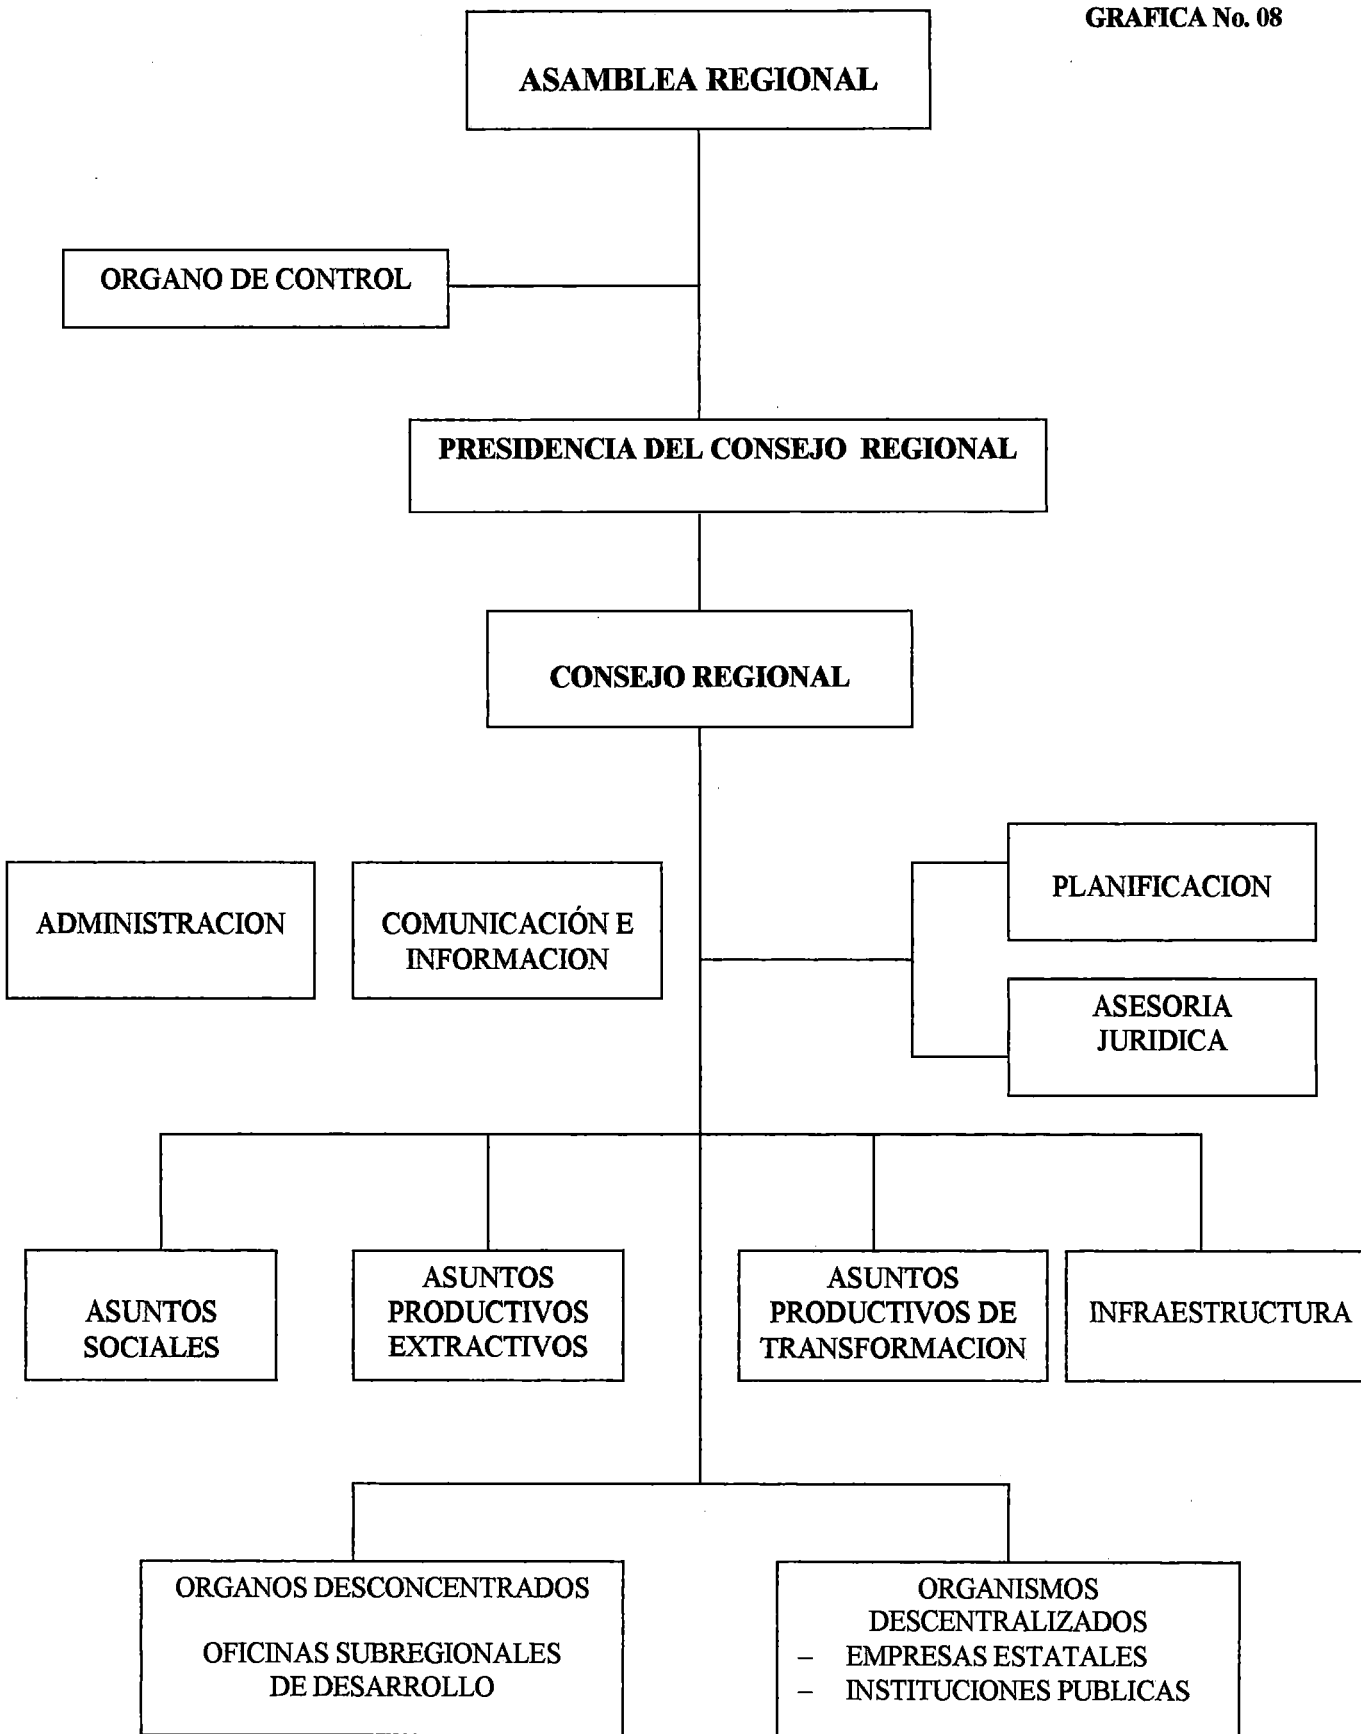 GRAFICA No. 08
ASAMBLEA REGIONAL
ORGANO DE CONTROL
PRESIDENCIA DEL CONSEJO REGIONAL
CONSEJO REGIONAL
ADMINISTRACION
COMUNICACIÓN E
INFORMACION
PLANIFICACION
ASESORIA
JURIDICA
ASUNTOS
SOCIALES
ASUNTOS
PRODUCTIVOS
EXTRACTIVOS
ASUNTOS
PRODUCTIVOS DE
TRANSFORMACION
INFRAESTRUCTURA
ORGANOS DESCONCENTRADOS
OFICINAS SUBREGIONALES
DE DESARROLLO
ORGANISMOS
DESCENTRALIZADOS
– EMPRESAS ESTATALES
– INSTITUCIONES PUBLICAS